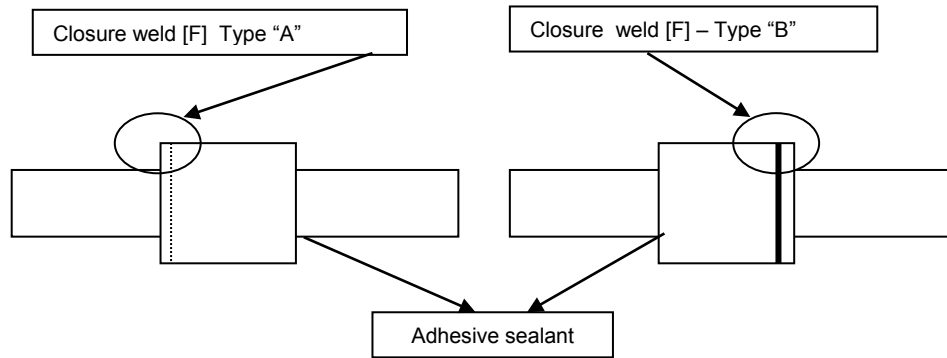 Closure weld [F]  Type “A”
Closure  weld [F] – Type “B”
Adhesive sealant